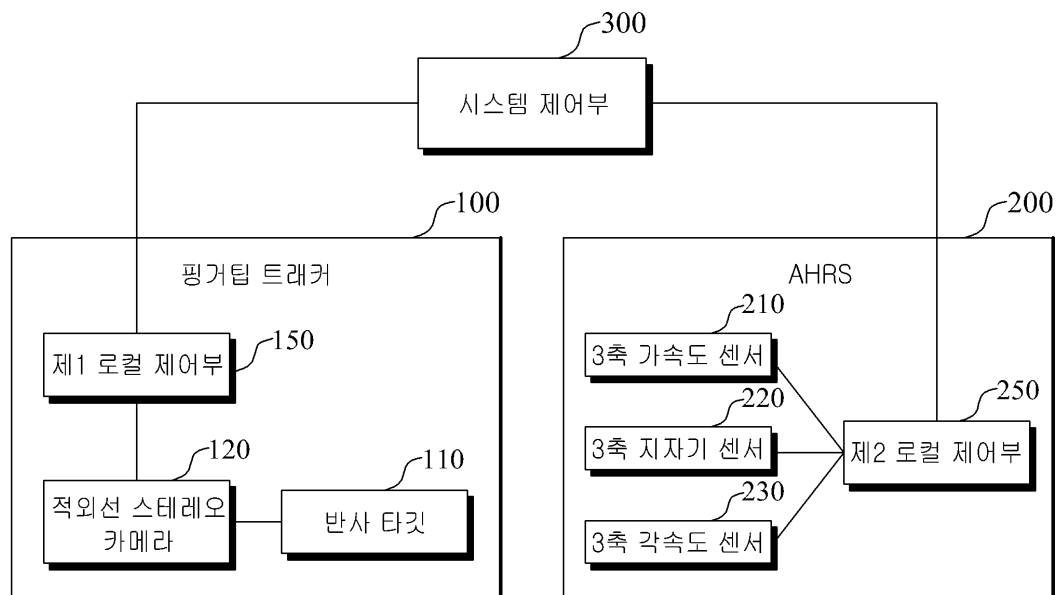 300
시스템 제어부
100
200
핑거팁 트래커
AHRS
210
3축 가속도 센서
150
제1 로컬 제어부
220
3축 지자기 센서
250
제2 로컬 제어부
120
적외선 스테레오
카메라
110
반사 타깃
230
3축 각속도 센서